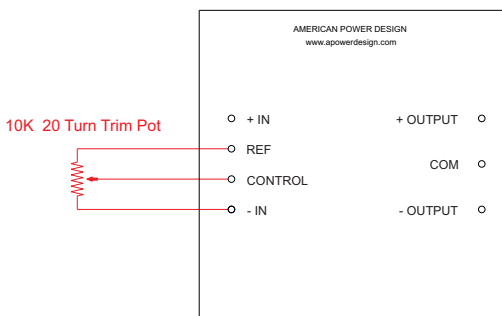 AMERICAN POWER DESIGN
www.apowerdesign.com
10K 20 Turn Trim Pot
+ IN
+ OUTPUT
REF
COM
CONTROL
- IN
- OUTPUT